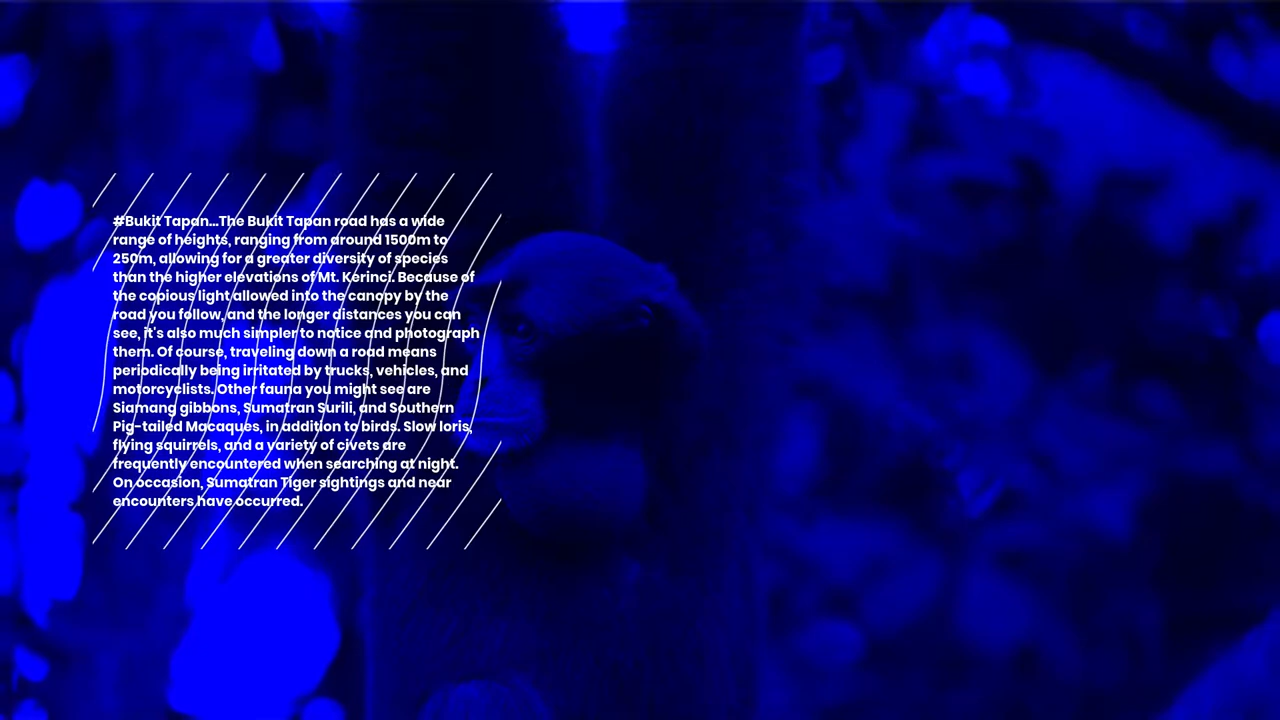 #Bukit Tapan...The Bukit Tapan road has a wide
range of heights, ranging from around 1500m to
250m, allowing for a greater diversity of species
than the higher elevations of Mt. Kerinci. Because of
the copious light allowed into the canopy by the
road you follow, and the longer distances you can
see, it's also much simpler to notice and photograph
them. Of course, traveling down a road means
periodically being irritated by trucks, vehicles, and
motorcyclists. Other fauna you might see are
Siamang gibbons, Sumatran Surili, and Southern
Pig-tailed Macaques, in addition to birds. Slow loris,
flying squirrels, and a variety of civets are
frequently encountered when searching at night.
On occasion, Sumatran Tiger sightings and near
encounters have occurred.